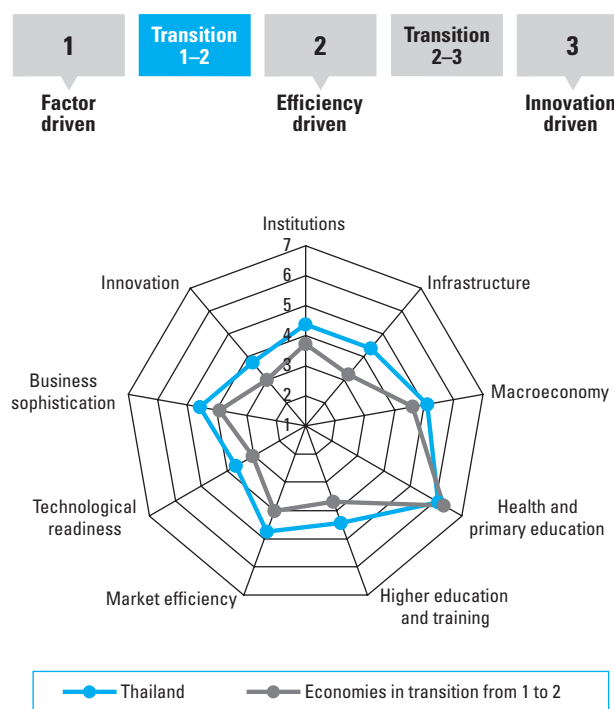 1
Transition
1–2
2
Transition
2–3
3
Factor
driven
Efficiency
driven
Innovation
driven
Institutions
7
6
5
4
3
2
1
Infrastructure
Macroeconomy
Health and
primary education
Higher education
and training
Market efficiency
Technological
readiness
Business
sophistication
Innovation
Thailand
Economies in transition from 1 to 2